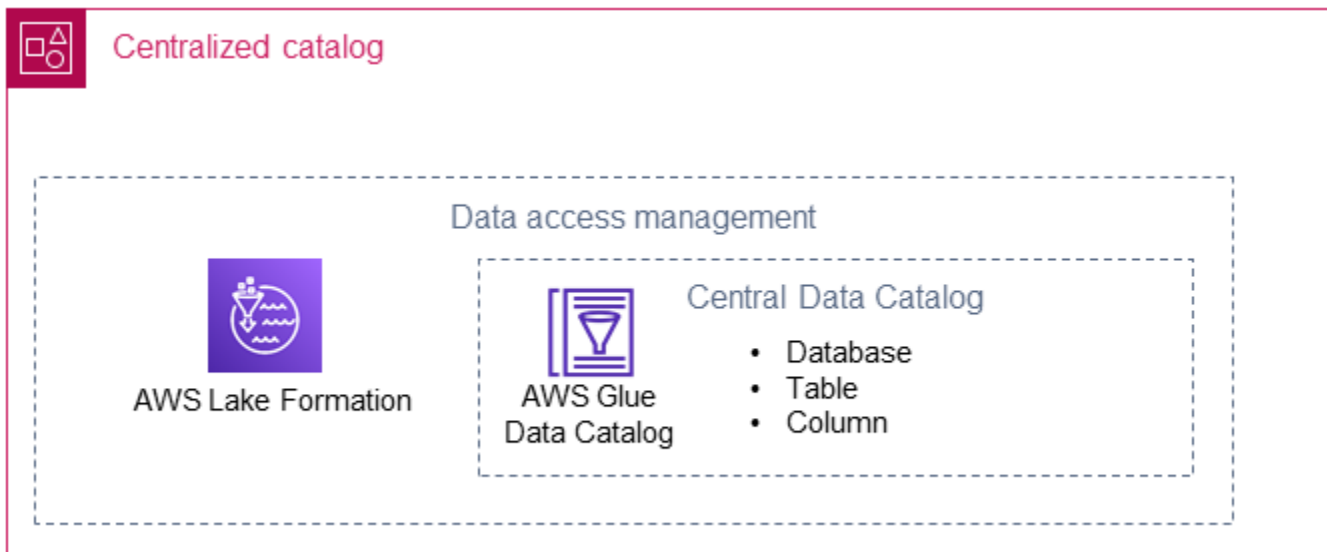 Centralized catalog
Data access management
AWS Lake Formation
AWS Glue
Data Catalog
Central Data Catalog
• Database
• Table
• Column